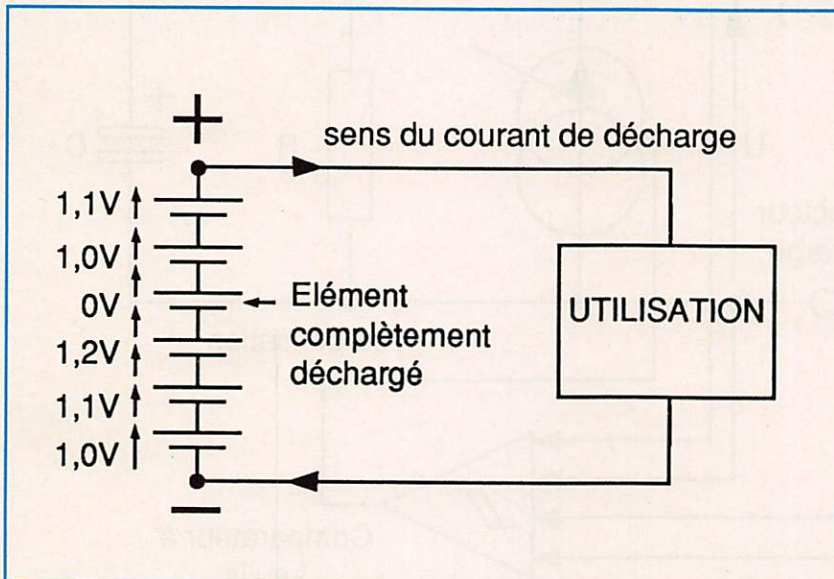 +
sens du courant de décharge
1,1V
1,0V
0V
1,2V
1,1V
1,0V
Elément
complètement
déchargé
UTILISATION
—